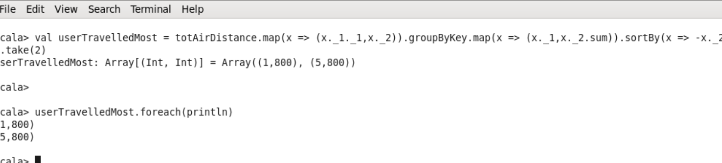 File Edit View Search Terminal Help
cala> val userTravelledMost = totAirDistance.map(x => (x._1._1,x._2)).groupByKey.map(x => (x._1,x._2.sum)).sortBy(x => -x._2
.take(2)
serTravelledMost: Array[(Int, Int)] = Array((1,800), (5,800))
cala>
cala> userTravelledMost.foreach(println)
1,800)
5,800)
cala>